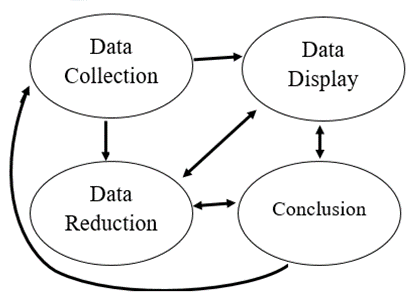 Data
Collection
Data
Display
Data
Reduction
Conclusion